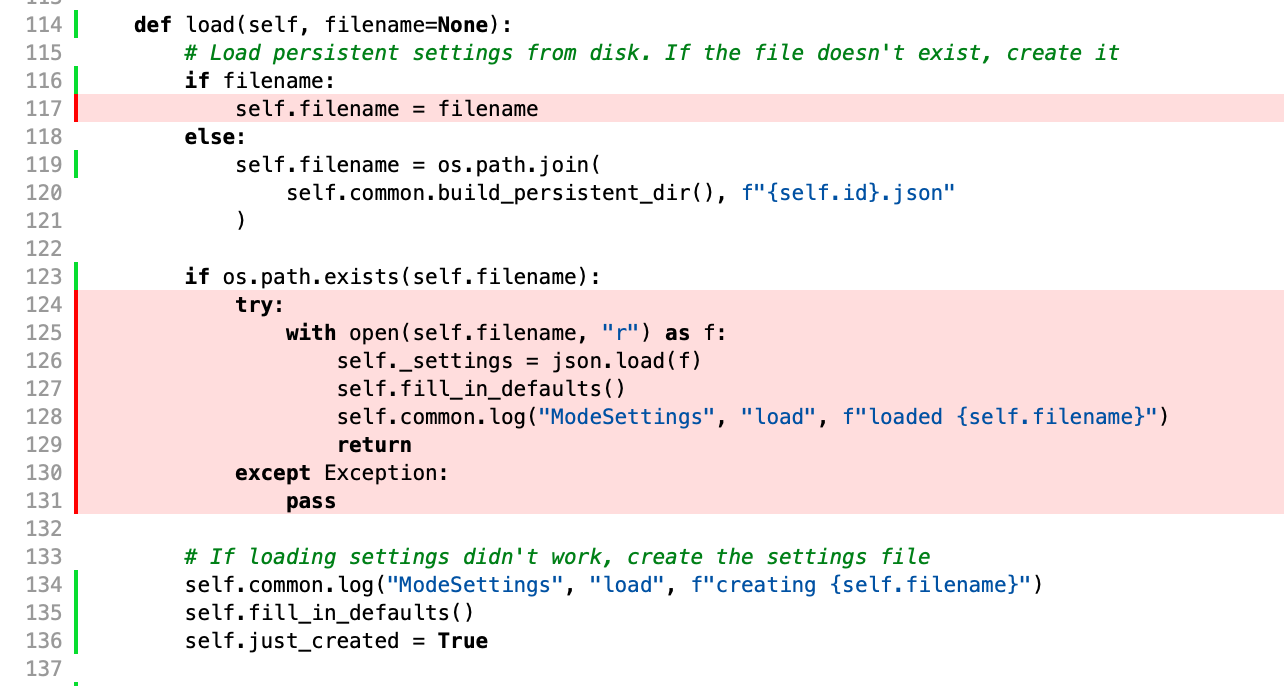 114     def load(self, filename=None):
115         # Load persistent settings from disk. If the file doesn't exist, create it
116         if filename:
117             self.filename = filename
118         else:
119             self.filename = os.path.join(
120                 self.common.build_persistent_dir(), f"{self.id}.json"
121             )
122
123         if os.path.exists(self.filename):
124             try:
125                 with open(self.filename, "r") as f:
126                     self._settings = json.load(f)
127                     self.fill_in_defaults()
128                     self.common.log("ModeSettings", "load", f"loaded {self.filename}")
129                     return
130             except Exception:
131                 pass
132
133         # If loading settings didn't work, create the settings file
134         self.common.log("ModeSettings", "load", f"creating {self.filename}")
135         self.fill_in_defaults()
136         self.just_created = True
137